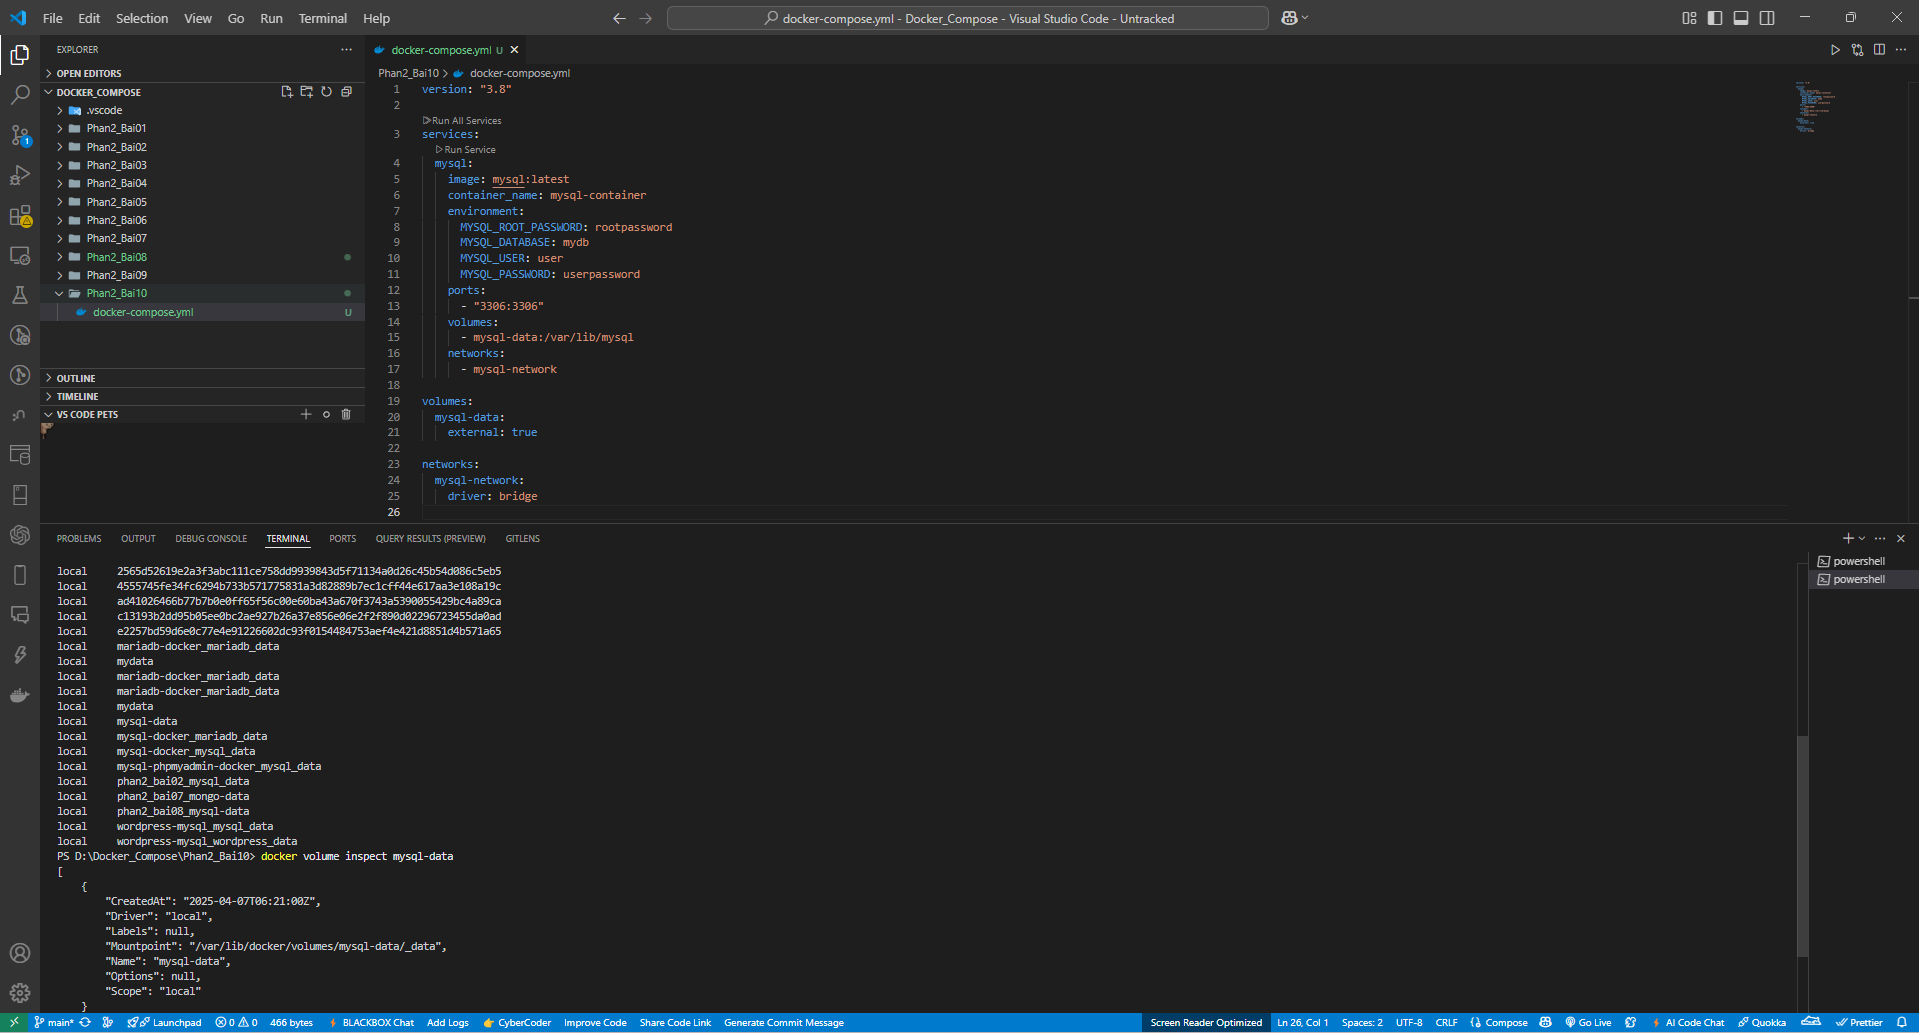 File Edit Selection View Go Run Terminal Help
docker-compose.yml - Docker_Compose - Visual Studio Code - Untracked
EXPLORER
OPEN EDITORS
DOCKER_COMPOSE
.vscode
Phan2_Bai01
Phan2_Bai02
Phan2_Bai03
Phan2_Bai04
Phan2_Bai05
Phan2_Bai06
Phan2_Bai07
Phan2_Bai08
Phan2_Bai09
Phan2_Bai10
docker-compose.yml U
OUTLINE
TIMELINE
VS CODE PETS
1
docker-compose.yml U
Phan2_Bai10 > docker-compose.yml
1 version: "3.8"
2
Run All Services
3 services:
Run Service
4 mysql:
5 image: mysql:latest
6 container_name: mysql-container
7 environment:
8 MYSQL_ROOT_PASSWORD: rootpassword
9 MYSQL_DATABASE: mydb
10 MYSQL_USER: user
11 MYSQL_PASSWORD: userpassword
12 ports:
13 - "3306:3306"
14 volumes:
15 - mysql-data:/var/lib/mysql
16 networks:
17 - mysql-network
18
19 volumes:
20 mysql-data:
21 external: true
22
23 networks:
24 mysql-network:
25 driver: bridge
26
PROBLEMS OUTPUT DEBUG CONSOLE TERMINAL PORTS QUERY RESULTS (PREVIEW) GITLENS
powershell
powershell
local 2565d52619e2a3f3abc111ce758dd9939843d5f71134a0d26c45b54d086c5eb5
local 4555745fe34fc6294b733b571775831a3d82889b7ec1cff44e617aa3e108a19c
local ad41026466b77b7b0e0ff65f56c00e60ba43a670f3743a5390055429bc4a89ca
local c13193b2dd95b05ee0bc2ae927b26a37e856e06e2f2f890d02296723455da0ad
local e2257bd59d6e0c77e4e91226602dc93f0154484753aef4e421d8851d4b571a65
local mariadb-docker_mariadb_data
local mydata
local mariadb-docker_mariadb_data
local mariadb-docker_mariadb_data
local mydata
local mysql-data
local mysql-docker_mariadb_data
local mysql-docker_mysql_data
local mysql-phpmyadmin-docker_mysql_data
local phan2_bai02_mysql_data
local phan2_bai07_mongo-data
local phan2_bai08_mysql-data
local wordpress-mysql_mysql_data
local wordpress-mysql_wordpress_data
PS D:\Docker_Compose\Phan2_Bai10> docker volume inspect mysql-data
[
{
"CreatedAt": "2025-04-07T06:21:00Z",
"Driver": "local",
"Labels": null,
"Mountpoint": "/var/lib/docker/volumes/mysql-data/_data",
"Name": "mysql-data",
"Options": null,
"Scope": "local"
}
main* Launchpad 0 0 466 bytes BLACKBOX Chat Add Logs CyberCoder Improve Code Share Code Link Generate Commit Message Screen Reader Optimized Ln 26, Col 1 Spaces: 2 UTF-8 CRLF Compose Go Live AI Code Chat Quokka Prettier